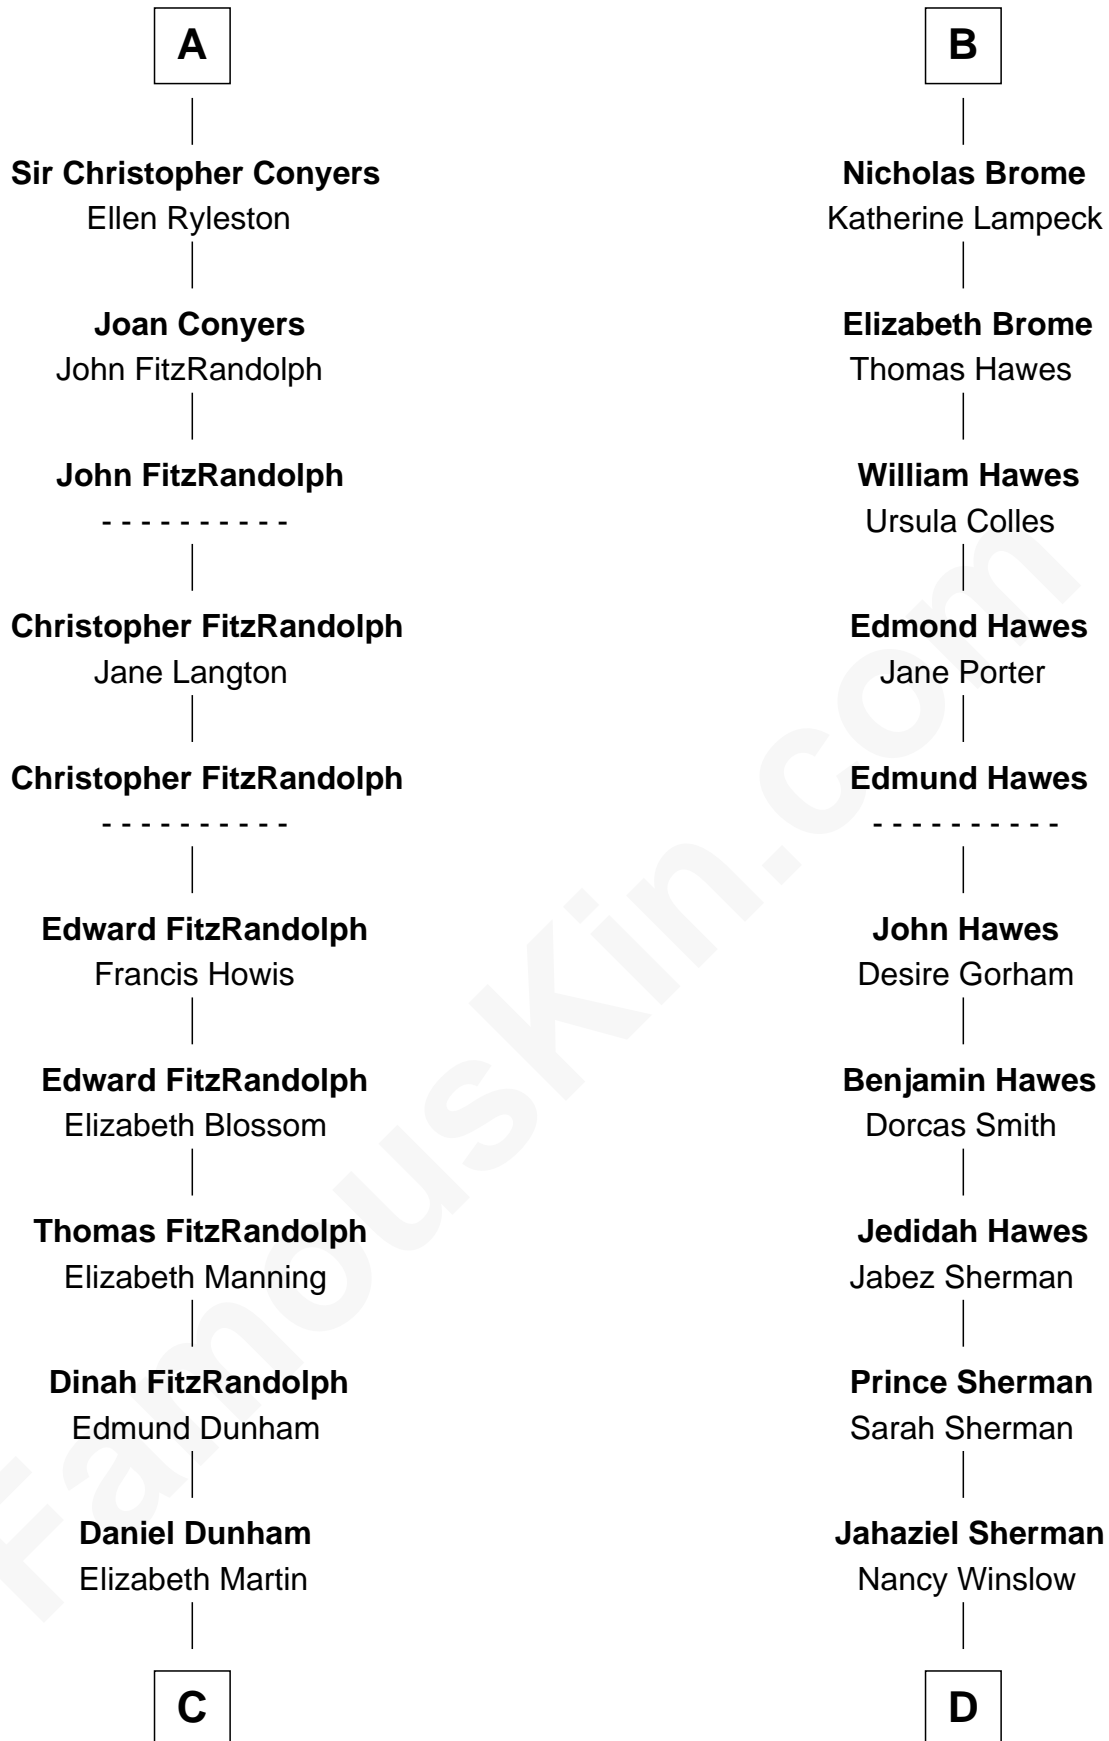 A
Sir Christopher Conyers
Ellen Ryleston
Joan Conyers
John FitzRandolph
John FitzRandolph
- - - - - - - - - -
Christopher FitzRandolph
Jane Langton
Christopher FitzRandolph
- - - - - - - - - -
Edward FitzRandolph
Francis Howis
Edward FitzRandolph
Elizabeth Blossom
Thomas FitzRandolph
Elizabeth Manning
Dinah FitzRandolph
Edmund Dunham
Daniel Dunham
Elizabeth Martin
C
B
Nicholas Brome
Katherine Lampeck
Elizabeth Brome
Thomas Hawes
William Hawes
Ursula Colles
Edmond Hawes
Jane Porter
Edmund Hawes
- - - - - - - - - -
John Hawes
Desire Gorham
Benjamin Hawes
Dorcas Smith
Jedidah Hawes
Jabez Sherman
Prince Sherman
Sarah Sherman
Jahaziel Sherman
Nancy Winslow
D
FamousKin.com